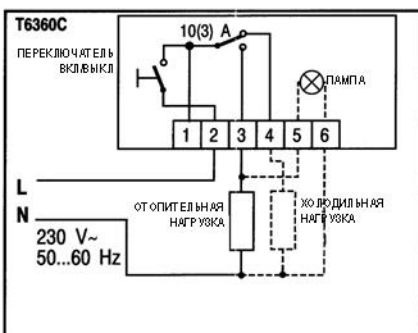 T6360C
10(3) A
ПЕРЕКЛЮЧАТЕЛЬ
ВКЛ/ВЫКЛ
ПАМПА
1 2 3 4 5 6
L
N
ОТОПИТЕЛЬНАЯ
НАГРУЗКА
ХОЛОДИЛЬНАЯ
НАГРУЗКА
230 V~
50...60 Hz